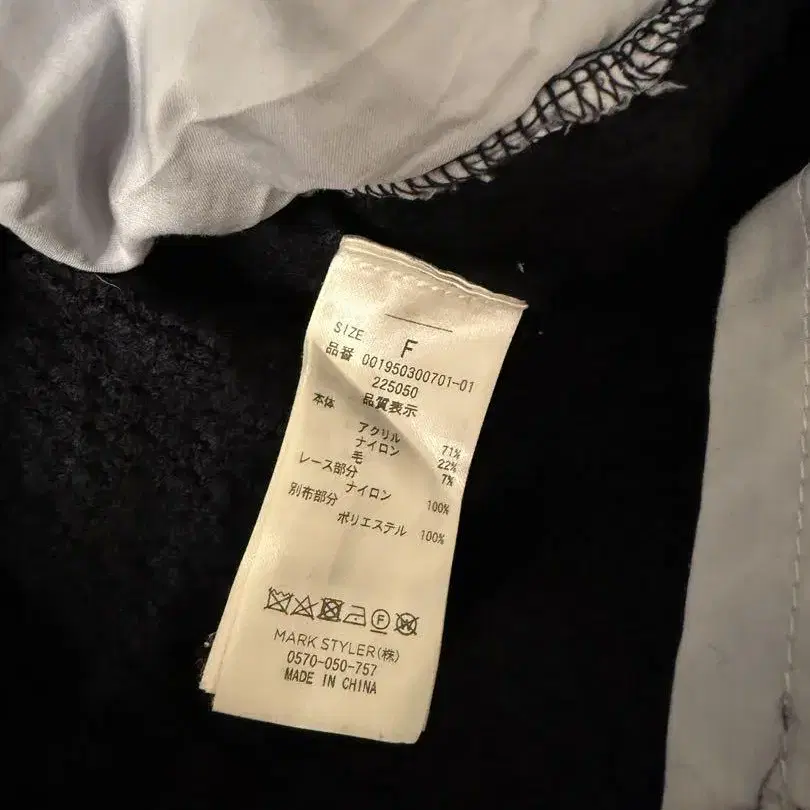 SIZE F
品番 001950300701-01
225050
品質表示
本体
アクリル 71%
ナイロン 22%
毛 7%
レース部分
ナイロン 100%
別布部分
ポリエステル 100%
F W
MARK STYLER(株)
0570-050-757
MADE IN CHINA